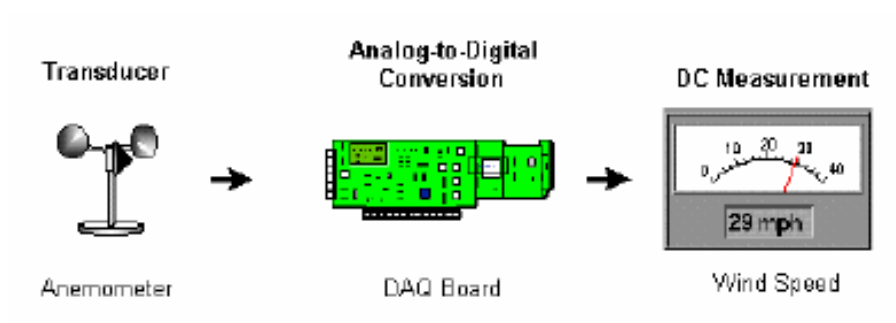 Transducer
Analog-to-Digital
Conversion
DC Measurement
0 10 20 30 40
29 mph
Anemometer
DAQ Board
Wind Speed